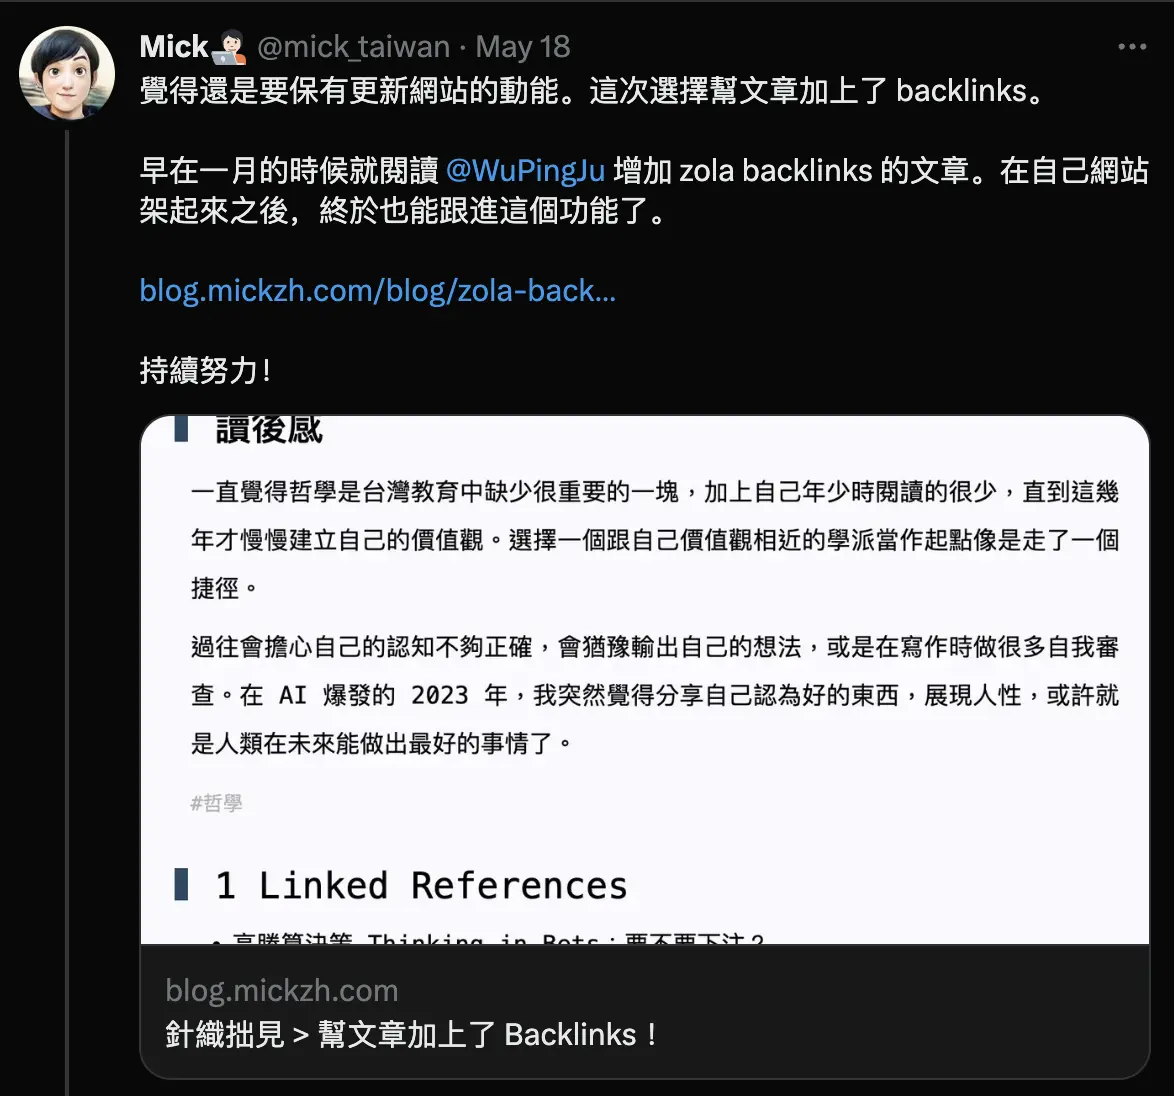 Mick🧑🏻‍💻 @mick_taiwan · May 18
覺得還是要保有更新網站的動能。這次選擇幫文章加上了 backlinks。
早在一月的時候就閱讀 @WuPingJu 增加 zola backlinks 的文章。在自己網站
架起來之後，終於也能跟進這個功能了。
blog.mickzh.com/blog/zola-back…
持續努力！
讀後感
一直覺得哲學是台灣教育中缺少很重要的一塊，加上自己年少時閱讀的很少，直到這幾
年才慢慢建立自己的價值觀。選擇一個跟自己價值觀相近的學派當作起點像是走了一個
捷徑。
過往會擔心自己的認知不夠正確，會猶豫輸出自己的想法，或是在寫作時做很多自我審
查。在 AI 爆發的 2023 年，我突然覺得分享自己認為好的東西，展現人性，或許就
是人類在未來能做出最好的事情了。
#哲學
1 Linked References
• 高勝算決策 Thinking in Bets：要不要下注？
blog.mickzh.com
針織拙見 > 幫文章加上了 Backlinks！